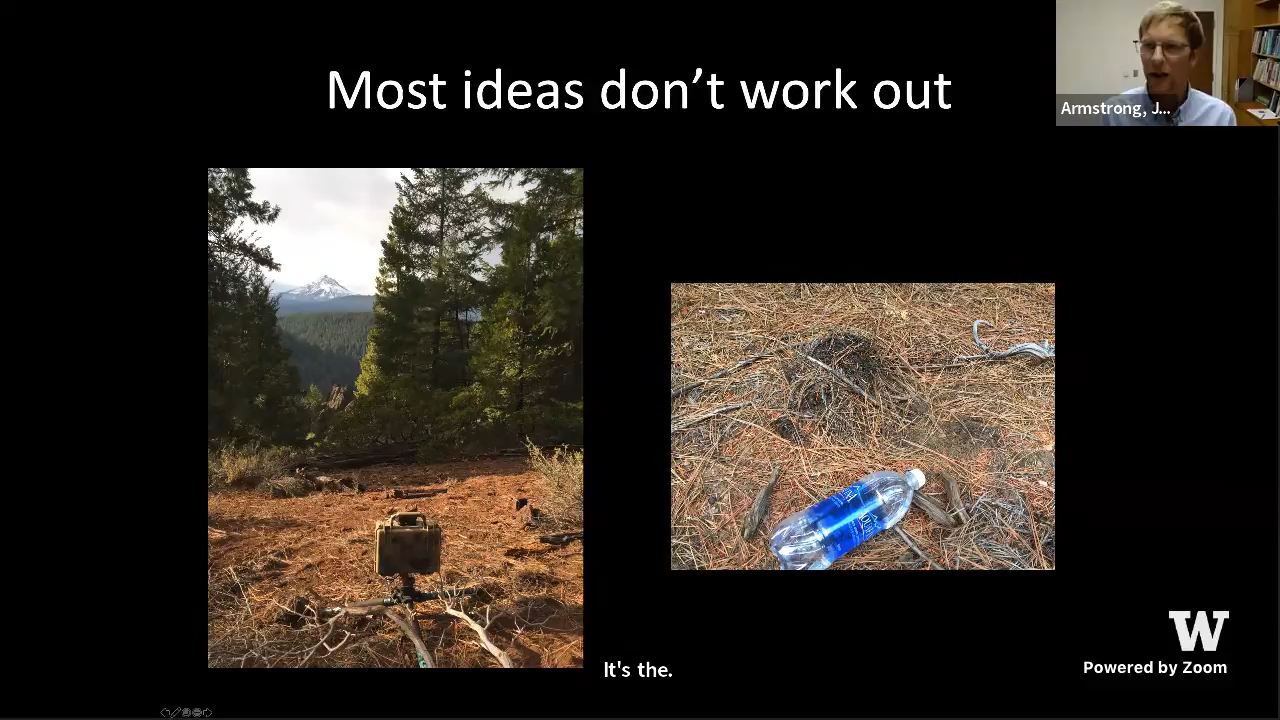 Most ideas don't work out
Armstrong, J...
It's the.
W
Powered by Zoom